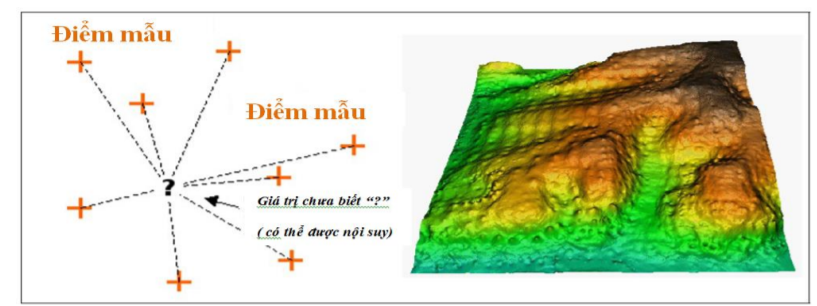 Điểm mẫu
Điểm mẫu
?
Giá trị chưa biết “?”
( có thể được nội suy)